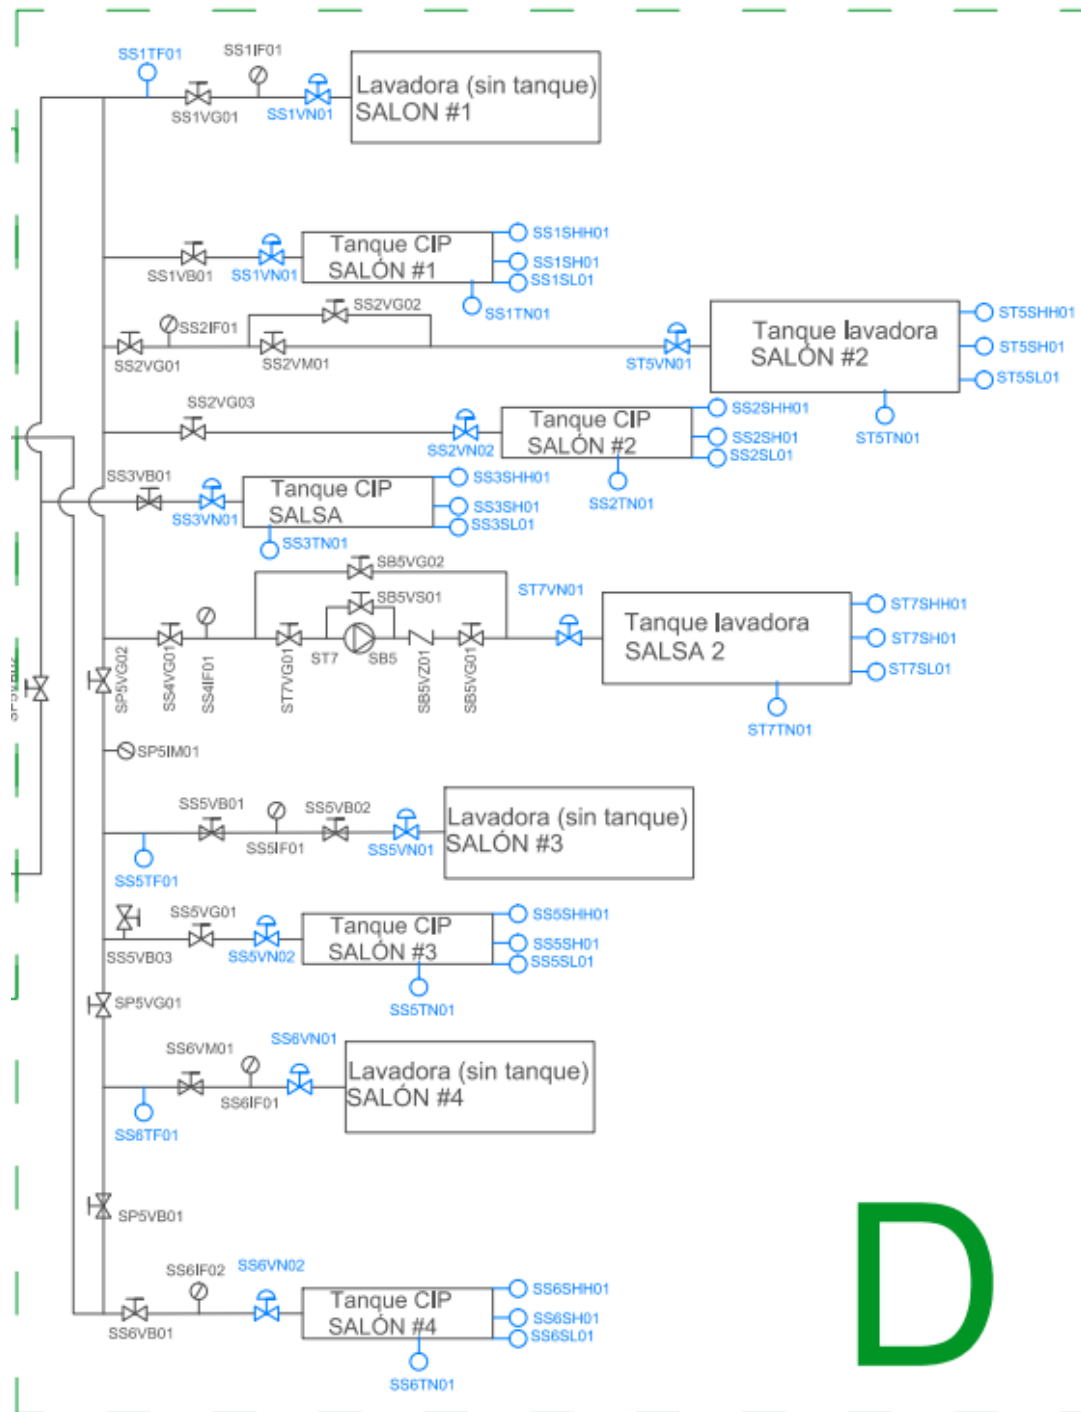 SS1TF01
SS1IF01
SS1VG01
SS1VN01
Lavadora (sin tanque)
SALON #1
SS1VB01
SS1VN01
Tanque CIP
SALÓN #1
SS1SHH01
SS1SH01
SS1SL01
SS1TN01
SS2VG02
SS2IF01
SS2VG01
SS2VM01
ST5VN01
Tanque lavadora
SALÓN #2
ST5SHH01
ST5SH01
ST5SL01
ST5TN01
SS2VG03
SS2VN02
Tanque CIP
SALÓN #2
SS2SHH01
SS2SH01
SS2SL01
SS2TN01
SS3VB01
SS3VN01
Tanque CIP
SALSA
SS3SHH01
SS3SH01
SS3SL01
SS3TN01
SB5VG02
SB5VS01
ST7VN01
SP5VG02
SS4VG01
SS4IF01
ST7VG01
ST7
SB5
SB5VZ01
SB5VG01
Tanque lavadora
SALSA 2
ST7SHH01
ST7SH01
ST7SL01
ST7TN01
SP5IM01
SS5VB01
SS5VB02
SS5IF01
SS5VN01
Lavadora (sin tanque)
SALÓN #3
SS5TF01
SS5VG01
SS5VB03
SS5VN02
Tanque CIP
SALÓN #3
SS5SHH01
SS5SH01
SS5SL01
SS5TN01
SP5VG01
SS6VN01
SS6VM01
SS6IF01
Lavadora (sin tanque)
SALÓN #4
SS6TF01
SP5VB01
SS6IF02
SS6VN02
SS6VB01
Tanque CIP
SALÓN #4
SS6SHH01
SS6SH01
SS6SL01
SS6TN01
D